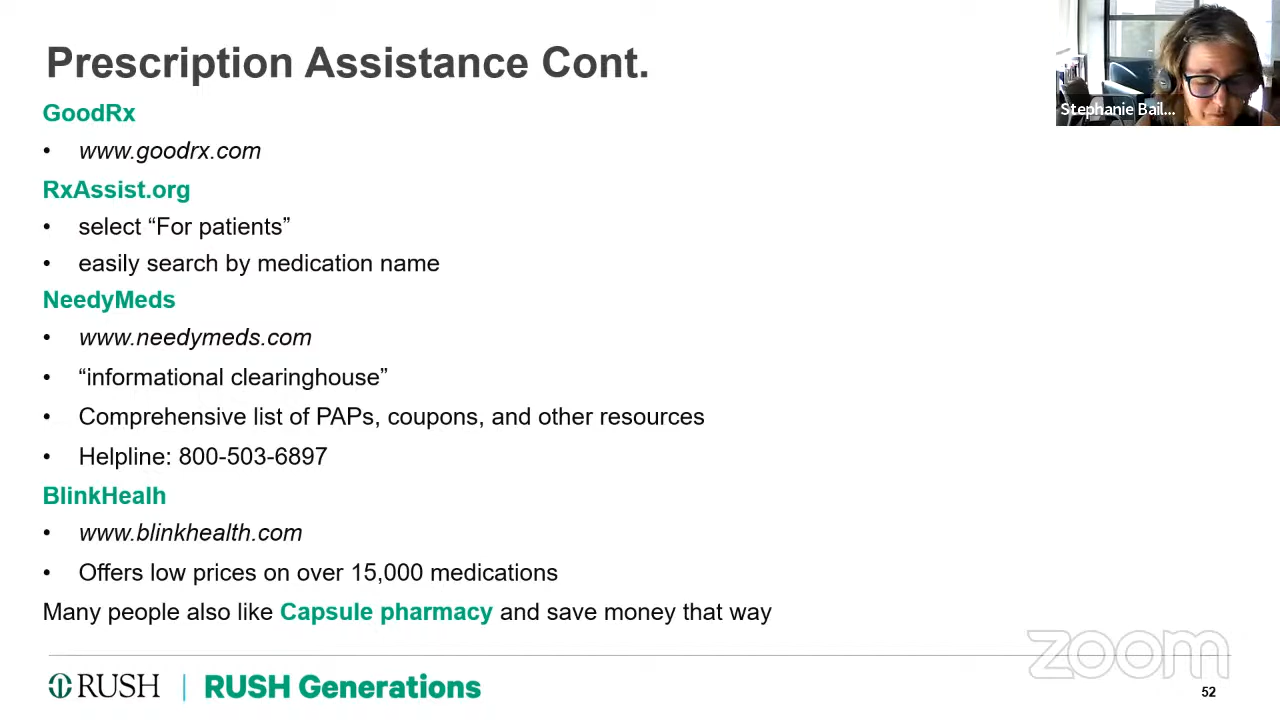 Prescription Assistance Cont.
Stephanie Bail...
GoodRx
• www.goodrx.com
RxAssist.org
• select “For patients”
• easily search by medication name
NeedyMeds
• www.needymeds.com
• “informational clearinghouse”
• Comprehensive list of PAPs, coupons, and other resources
• Helpline: 800-503-6897
BlinkHealh
• www.blinkhealth.com
• Offers low prices on over 15,000 medications
Many people also like Capsule pharmacy and save money that way
zoom
RUSH | RUSH Generations
52